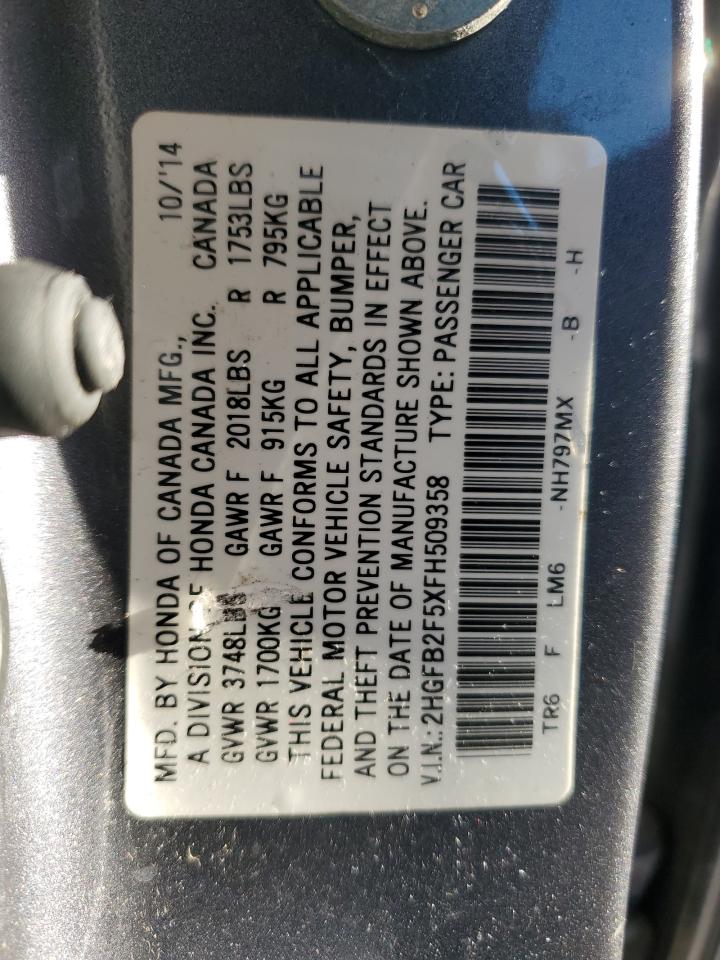 MFD. BY HONDA OF CANADA MFG., 10/'14
A DIVISION OF HONDA CANADA INC. CANADA
GVWR 3748LBS GAWR F 2018LBS R 1753LBS
GVWR 1700KG GAWR F 915KG R 795KG
THIS VEHICLE CONFORMS TO ALL APPLICABLE
FEDERAL MOTOR VEHICLE SAFETY, BUMPER,
AND THEFT PREVENTION STANDARDS IN EFFECT
ON THE DATE OF MANUFACTURE SHOWN ABOVE.
V.I.N.: 2HGFB2F5XFH509358 TYPE: PASSENGER CAR
TR6 F LM6 -NH797MX -B -H